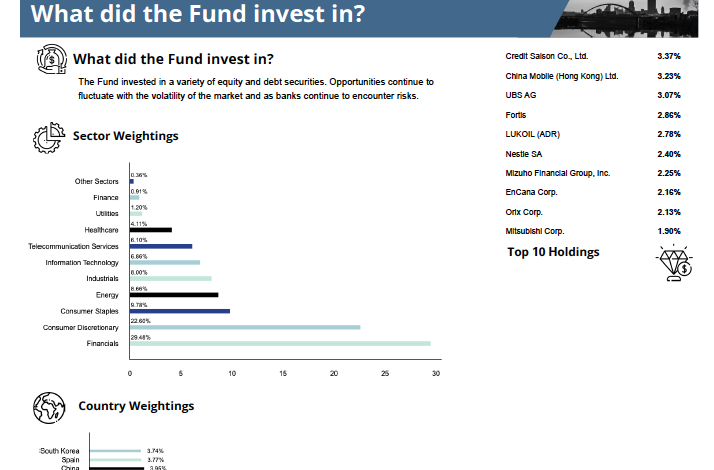 What did the Fund invest in?
What did the Fund invest in?
The Fund invested in a variety of equity and debt securities. Opportunities continue to
fluctuate with the volatility of the market and as banks continue to encounter risks.
Sector Weightings
Other Sectors 0.36%
Finance 0.91%
Utilities 1.20%
Healthcare 4.11%
Telecommunication Services 6.10%
Information Technology 6.86%
Industrials 8.00%
Energy 8.66%
Consumer Staples 9.78%
Consumer Discretionary 22.60%
Financials 29.48%
0 5 10 15 20 25 30
Country Weightings
South Korea 3.74%
Spain 3.77%
China 3.95%
Credit Saison Co., Ltd. 3.37%
China Mobile (Hong Kong) Ltd. 3.23%
UBS AG 3.07%
Fortis 2.86%
LUKOIL (ADR) 2.78%
Nestle SA 2.40%
Mizuho Financial Group, Inc. 2.25%
EnCana Corp. 2.16%
Orix Corp. 2.13%
Mitsubishi Corp. 1.90%
Top 10 Holdings